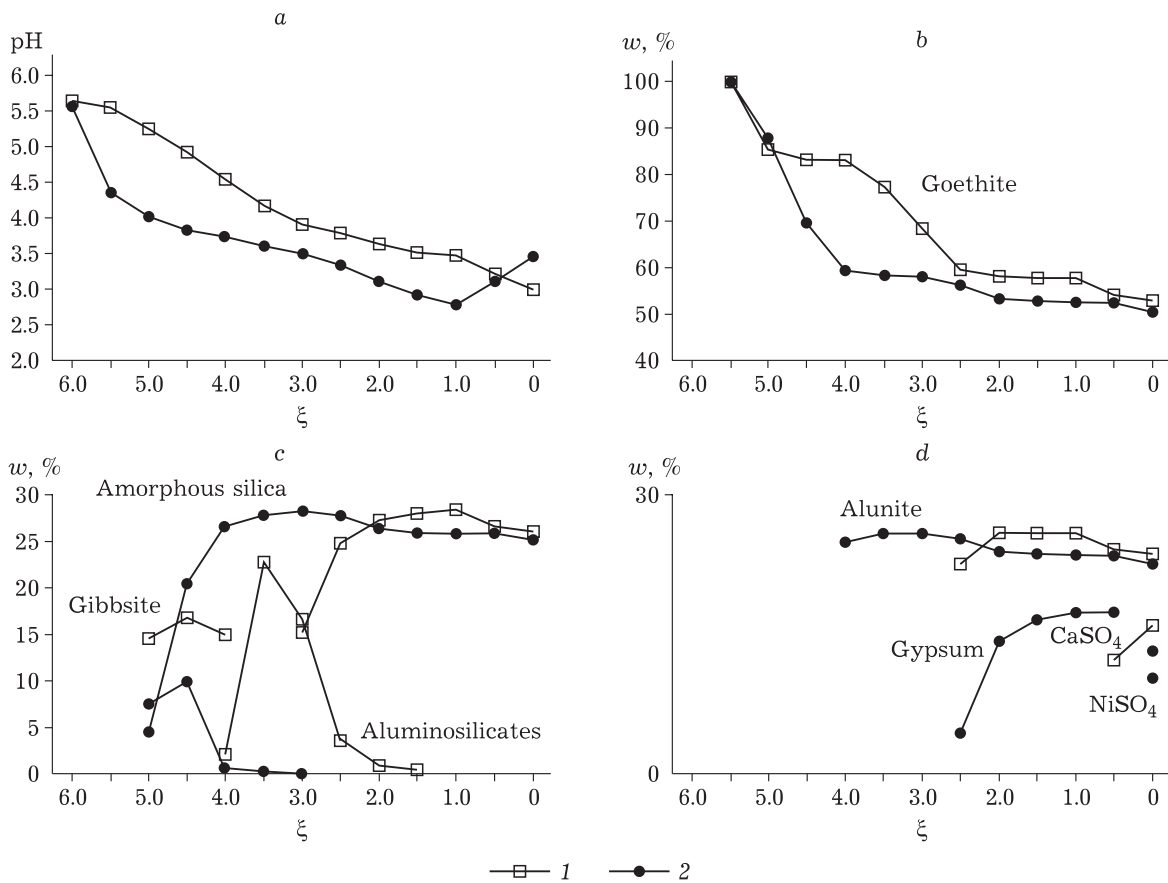 a
pH
6.0
5.5
5.0
4.5
4.0
3.5
3.0
2.5
2.0
6.0 5.0 4.0 3.0 2.0 1.0 0
ξ
b
w, %
100
90
80
70
60
50
40
Goethite
6.0 5.0 4.0 3.0 2.0 1.0 0
ξ
c
w, %
30
25
20
15
10
5
0
Amorphous silica
Gibbsite
Aluminosilicates
6.0 5.0 4.0 3.0 2.0 1.0 0
ξ
d
w, %
30
0
Alunite
Gypsum
CaSO₄
NiSO₄
6.0 5.0 4.0 3.0 2.0 1.0 0
ξ
1 2